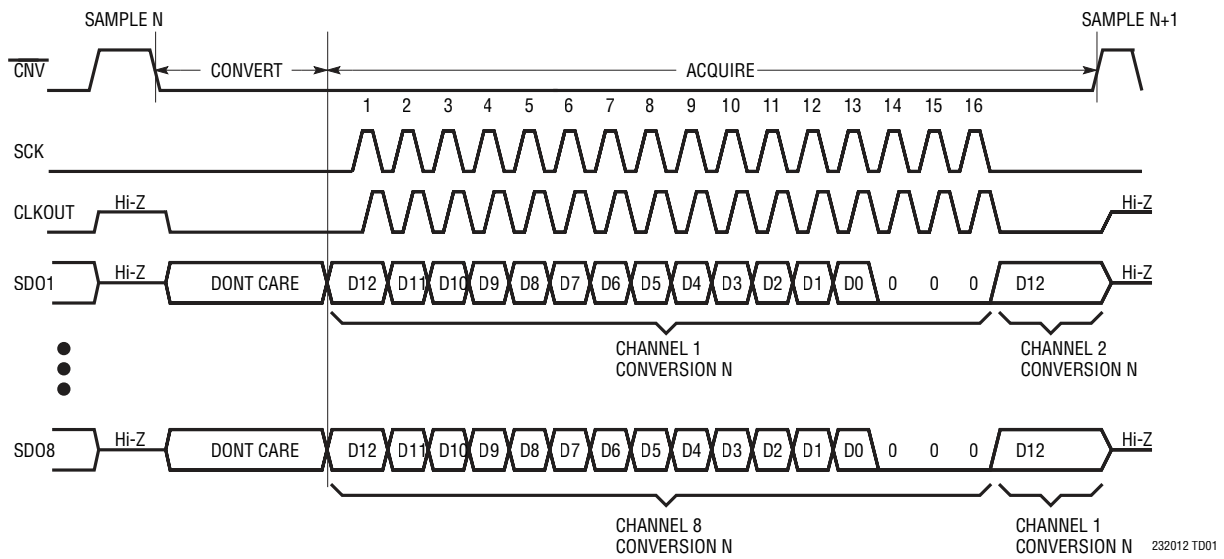 SAMPLE N
SAMPLE N+1
CNV
CONVERT
ACQUIRE
1 2 3 4 5 6 7 8 9 10 11 12 13 14 15 16
SCK
CLKOUT
Hi-Z
Hi-Z
SDO1
Hi-Z
DONT CARE
D12 D11 D10 D9 D8 D7 D6 D5 D4 D3 D2 D1 D0 0 0 0 D12
Hi-Z
CHANNEL 1
CONVERSION N
CHANNEL 2
CONVERSION N
SDO8
Hi-Z
DONT CARE
D12 D11 D10 D9 D8 D7 D6 D5 D4 D3 D2 D1 D0 0 0 0 D12
Hi-Z
CHANNEL 8
CONVERSION N
CHANNEL 1
CONVERSION N
232012 TD01